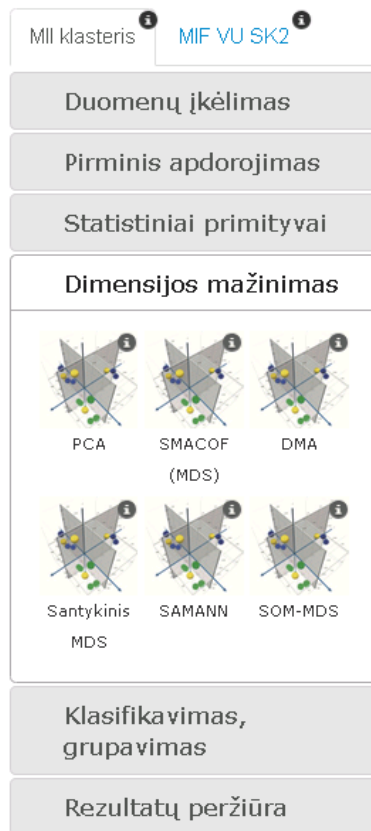 MII klasteris MIF VU SK2
Duomenų įkėlimas
Pirminis apdorojimas
Statistiniai primityvai
Dimensijos mažinimas
PCA SMACOF DMA
(MDS)
Santykinis SAMANN SOM-MDS
MDS
Klasifikavimas,
grupavimas
Rezultatų peržiūra